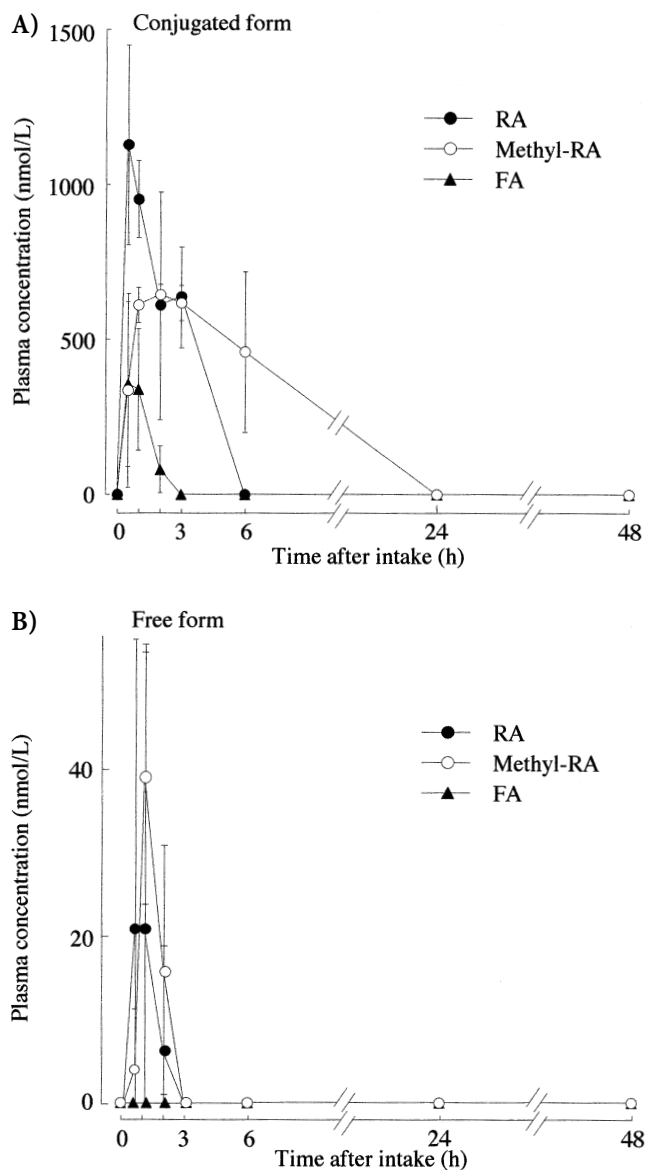 A) Conjugated form
1500
1000
500
0
Plasma concentration (nmol/L)
RA
Methyl-RA
FA
0 3 6 24 48
Time after intake (h)
B) Free form
40
20
0
Plasma concentration (nmol/L)
RA
Methyl-RA
FA
0 3 6 24 48
Time after intake (h)